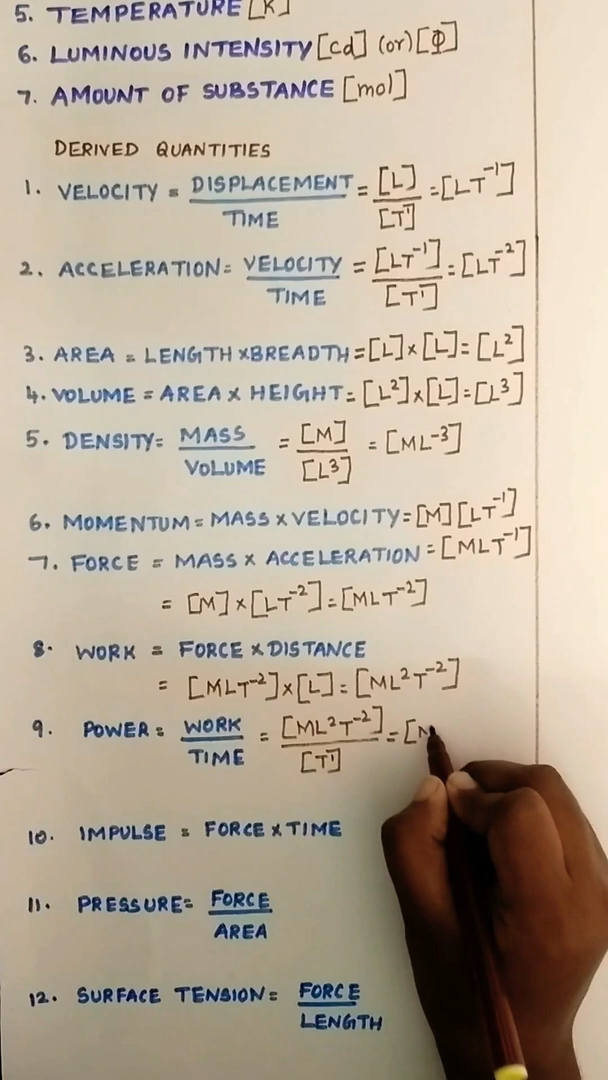 5. TEMPERATURE [K]
6. LUMINOUS INTENSITY [Cd] (or) [Φ]
7. AMOUNT OF SUBSTANCE [mol]
DERIVED QUANTITIES
1. VELOCITY = DISPLACEMENT/TIME = [L]/[T¹] = [LT⁻¹]
2. ACCELERATION = VELOCITY/TIME = [LT⁻¹]/[T¹] = [LT⁻²]
3. AREA = LENGTH × BREADTH = [L] × [L] = [L²]
4. VOLUME = AREA × HEIGHT = [L²] × [L] = [L³]
5. DENSITY = MASS/VOLUME = [M]/[L³] = [ML⁻³]
6. MOMENTUM = MASS × VELOCITY = [M] [LT⁻¹]
= [MLT⁻¹]
7. FORCE = MASS × ACCELERATION
= [M] × [LT⁻²] = [MLT⁻²]
8. WORK = FORCE × DISTANCE
= [MLT⁻²] × [L] = [ML²T⁻²]
9. POWER = WORK/TIME = [ML²T⁻²]/[T¹] = [M
10. IMPULSE = FORCE × TIME
11. PRESSURE = FORCE/AREA
12. SURFACE TENSION = FORCE/LENGTH